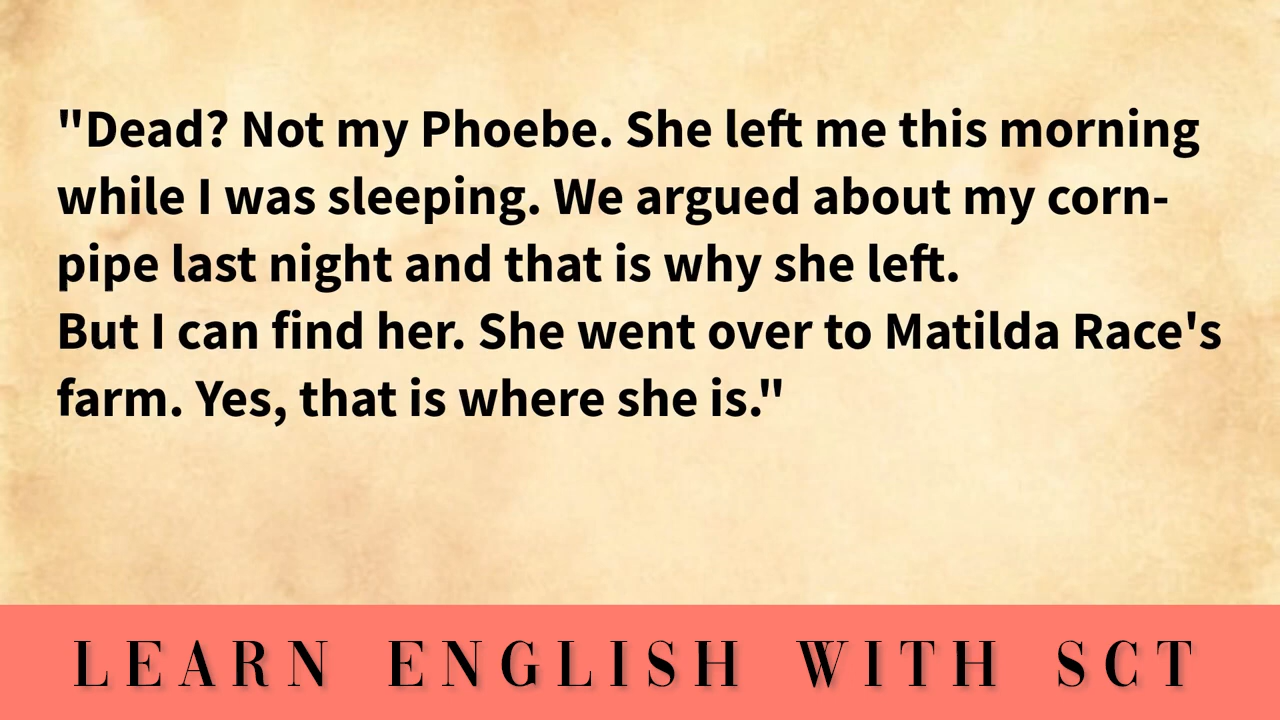 "Dead? Not my Phoebe. She left me this morning
while I was sleeping. We argued about my corn-
pipe last night and that is why she left.
But I can find her. She went over to Matilda Race's
farm. Yes, that is where she is."
LEARN ENGLISH WITH SCT